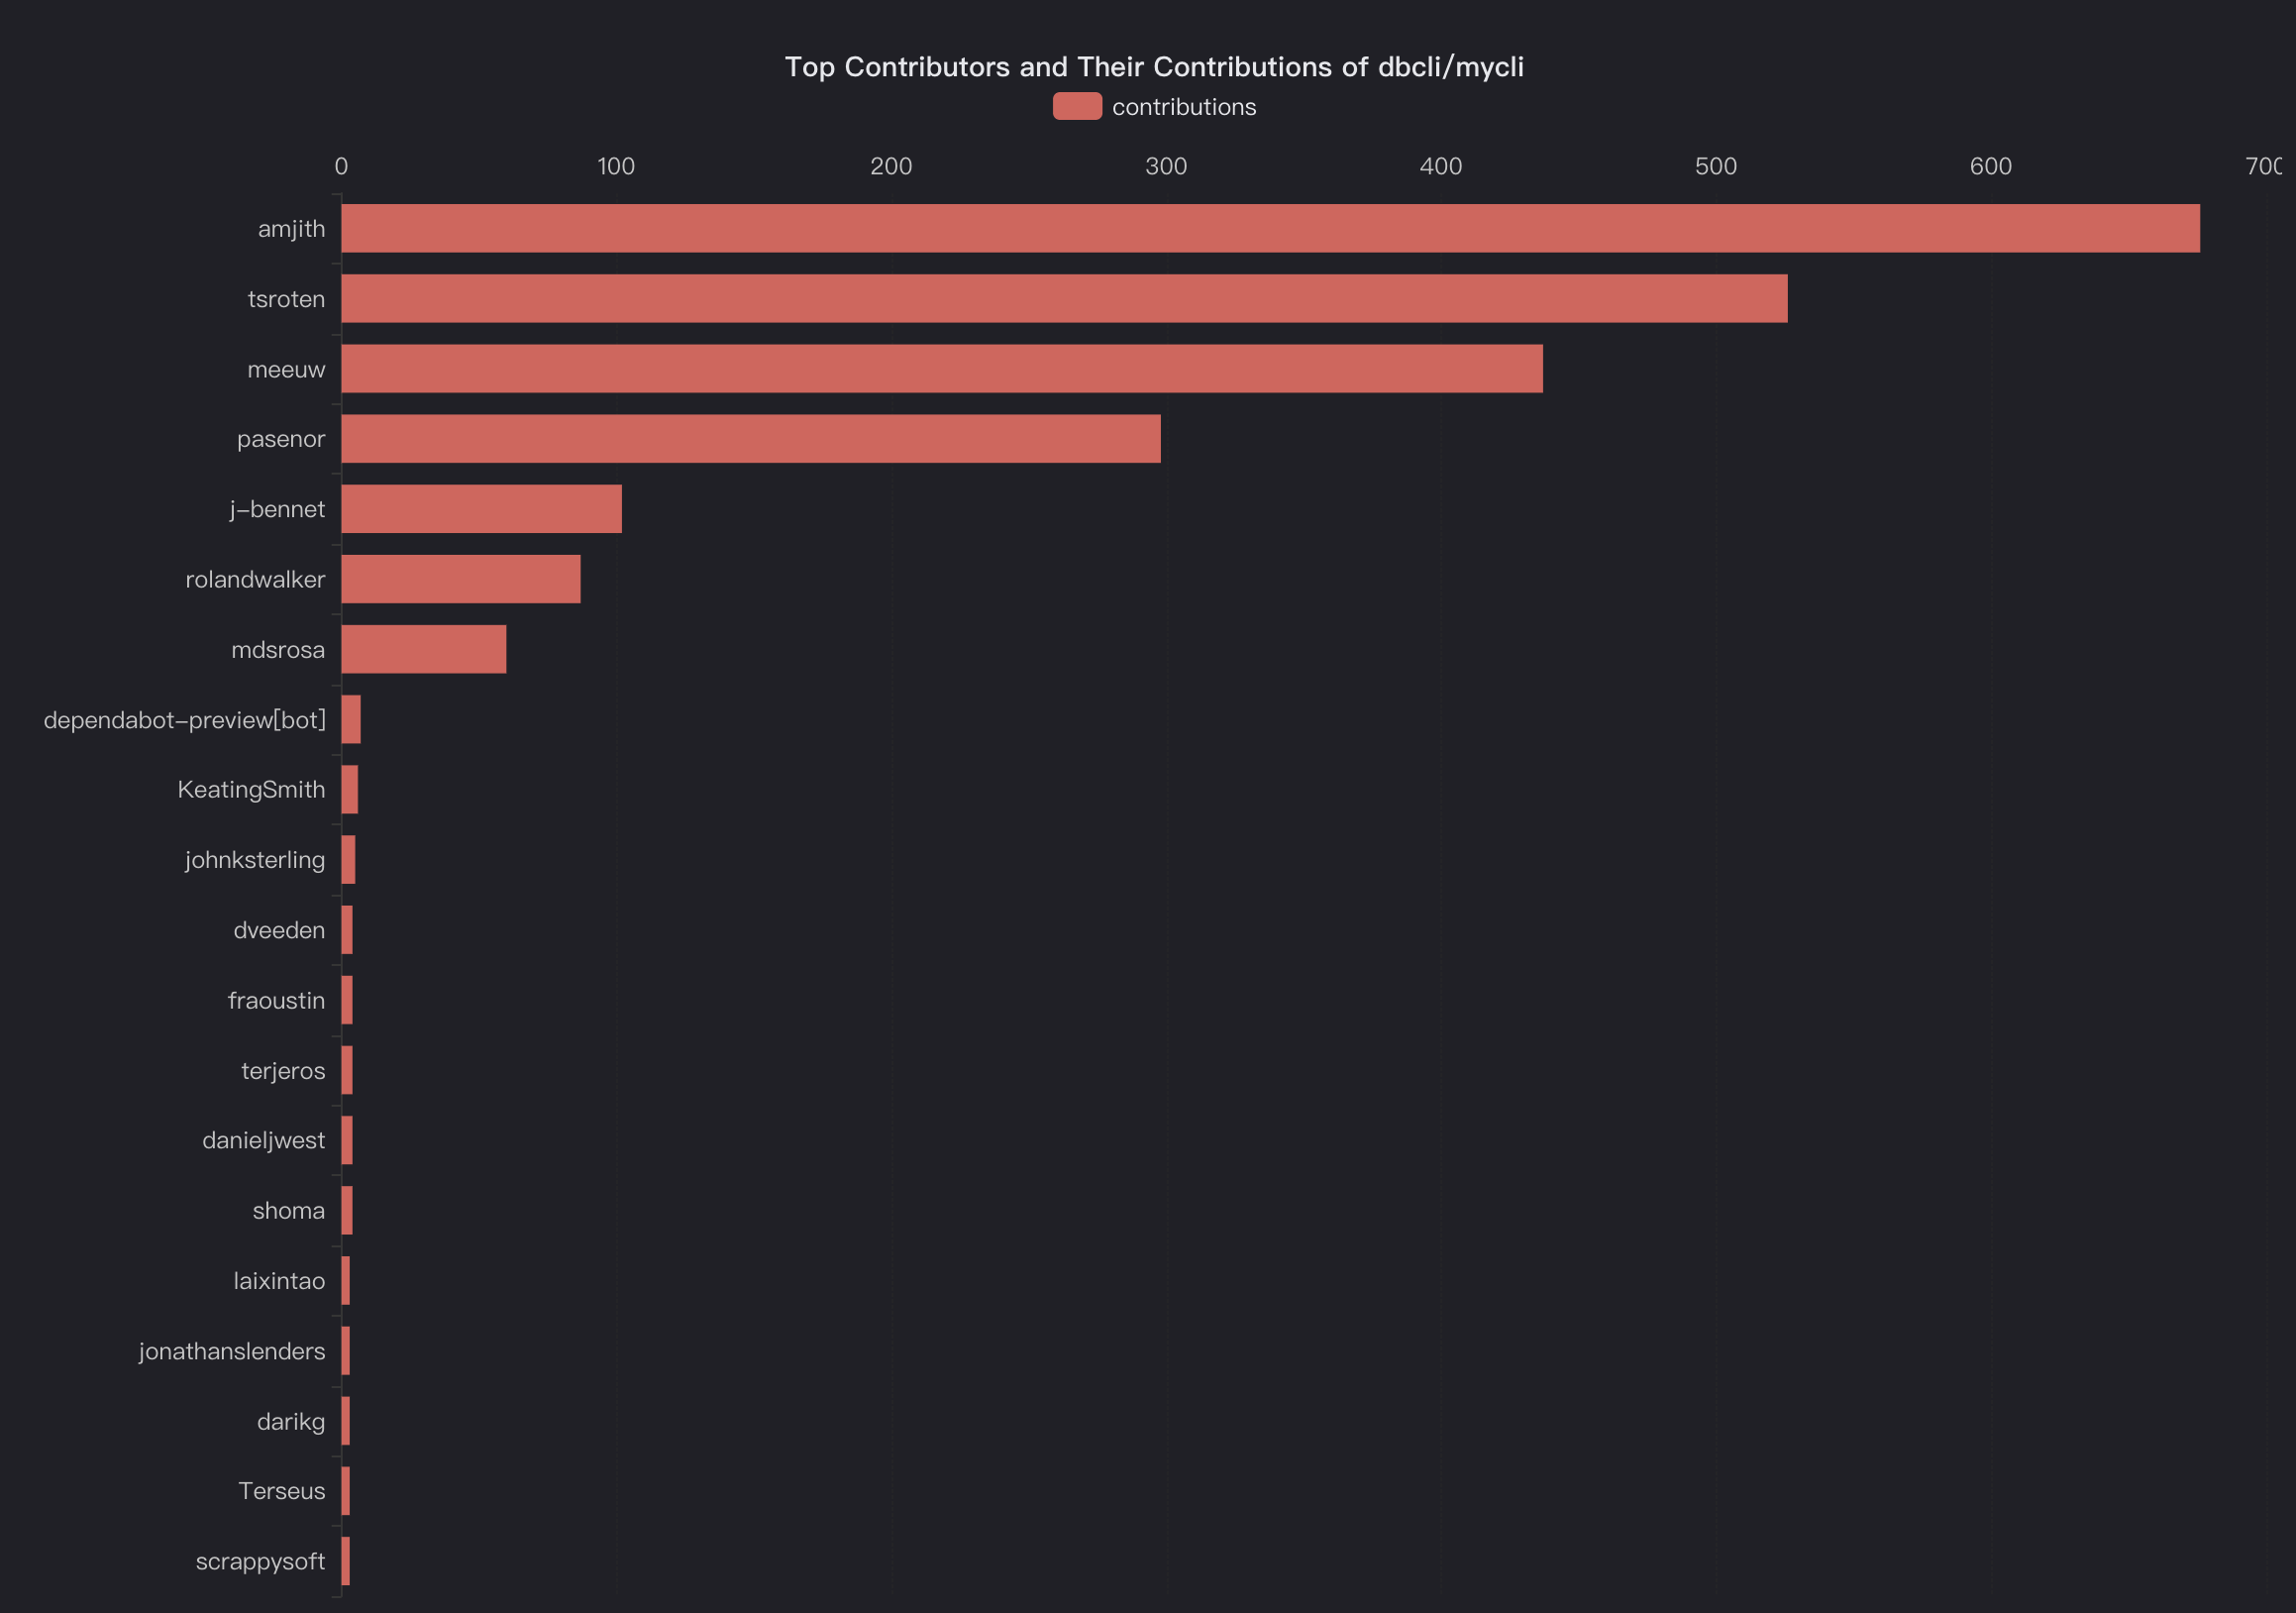 Top Contributors and Their Contributions of dbcli/mycli
contributions
0 100 200 300 400 500 600 700
amjith
tsroten
meeuw
pasenor
j-bennet
rolandwalker
mdsrosa
dependabot-preview[bot]
KeatingSmith
johnksterling
dveeden
fraoustin
terjeros
danieljwest
shoma
laixintao
jonathanslenders
darikg
Terseus
scrappysoft